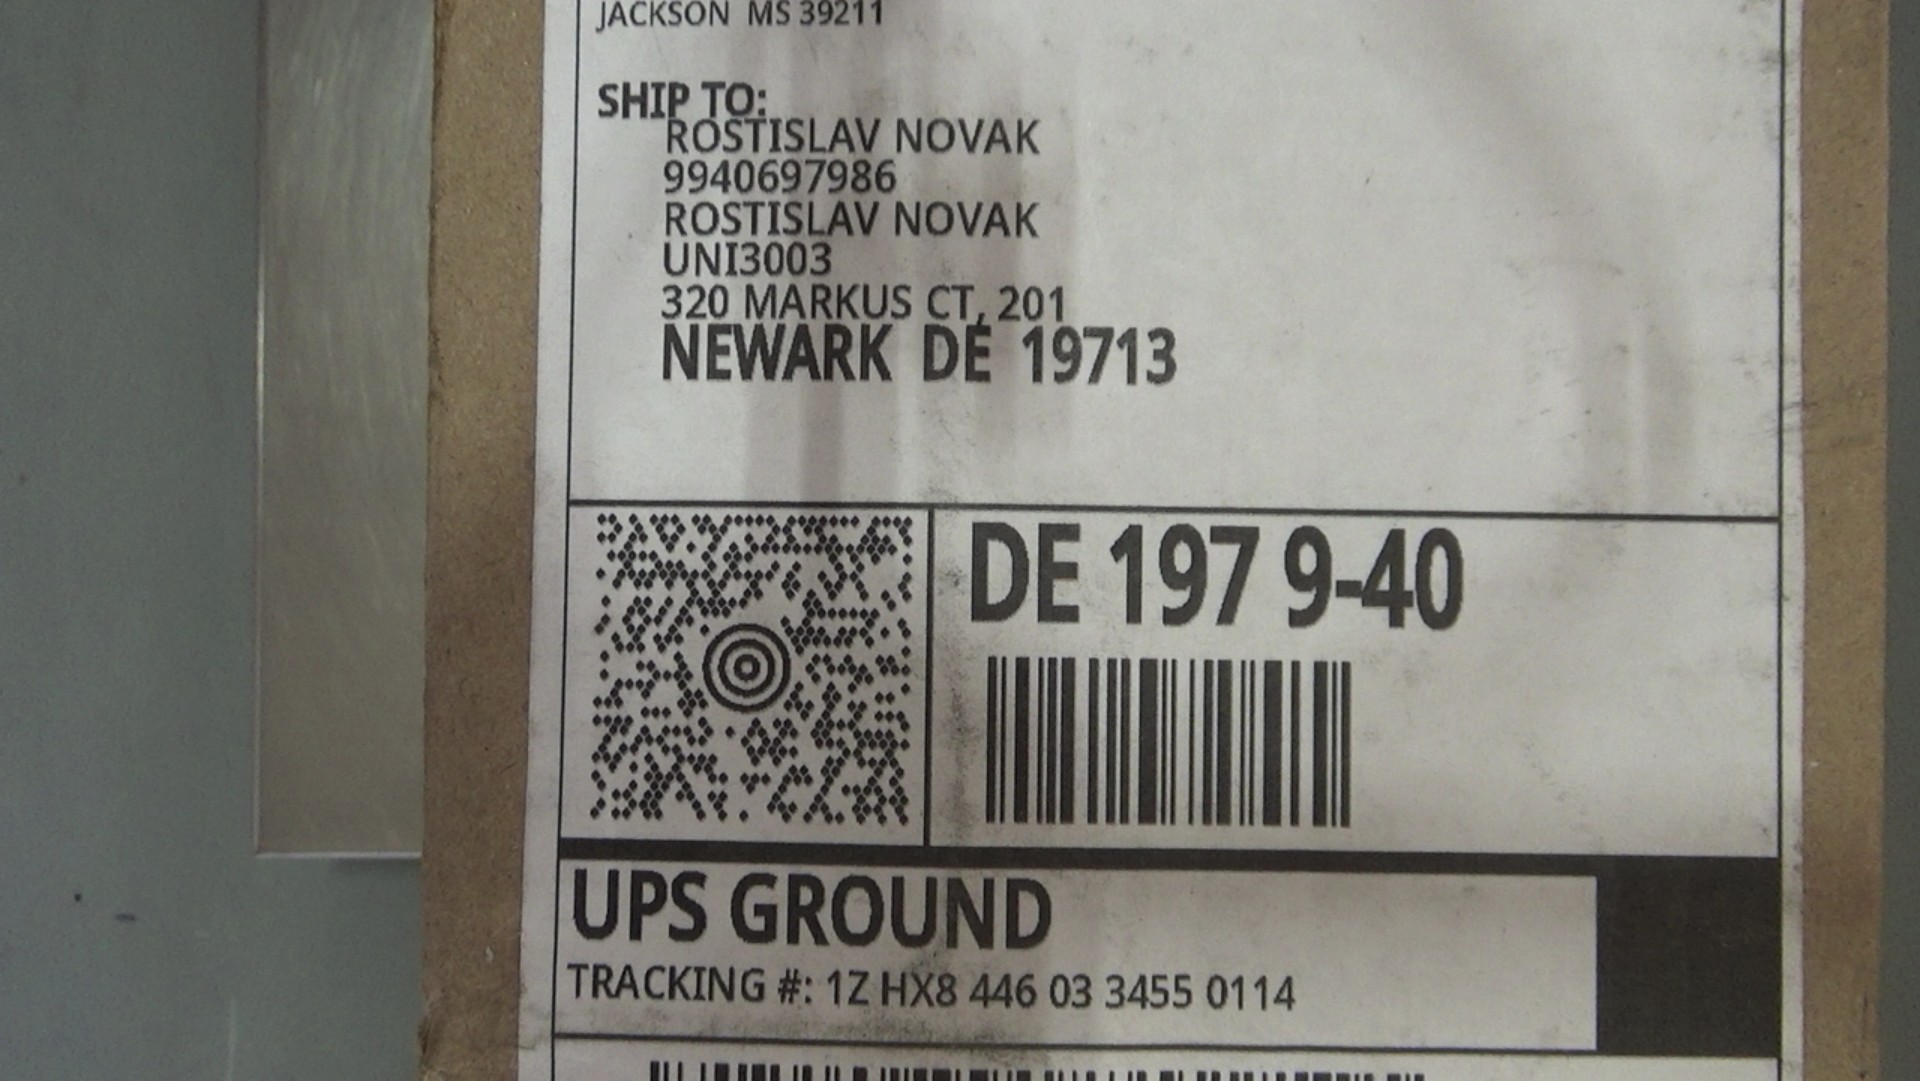 JACKSON MS 39211
SHIP TO:
ROSTISLAV NOVAK
9940697986
ROSTISLAV NOVAK
UNI3003
320 MARKUS CT, 201
NEWARK DE 19713
DE 197 9-40
UPS GROUND
TRACKING #: 1Z HX8 446 03 3455 0114